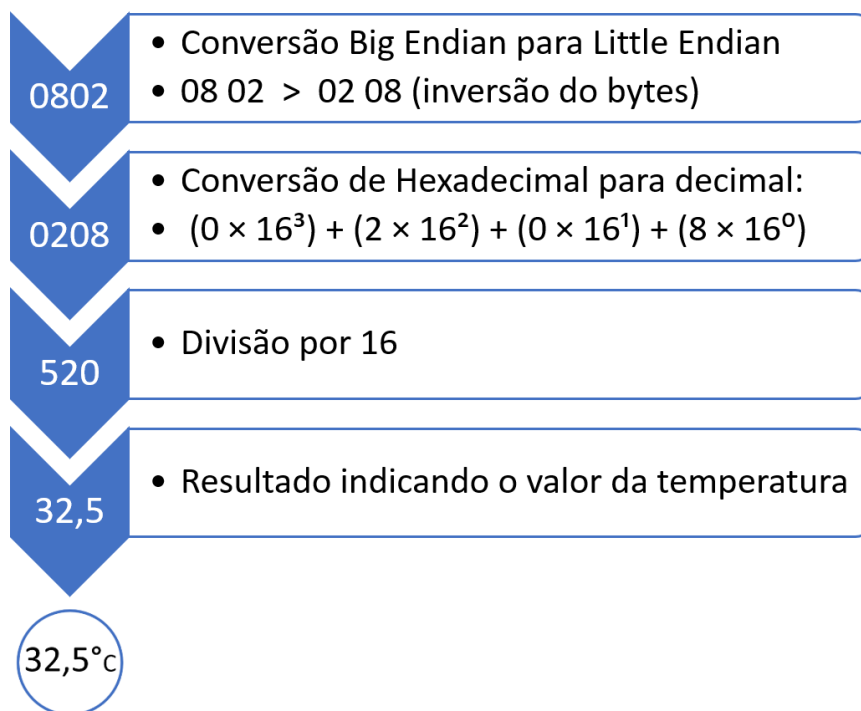 0802
• Conversão Big Endian para Little Endian
• 08 02 > 02 08 (inversão do bytes)
0208
• Conversão de Hexadecimal para decimal:
• (0 × 16³) + (2 × 16²) + (0 × 16¹) + (8 × 16⁰)
520
• Divisão por 16
32,5
• Resultado indicando o valor da temperatura
32,5°C